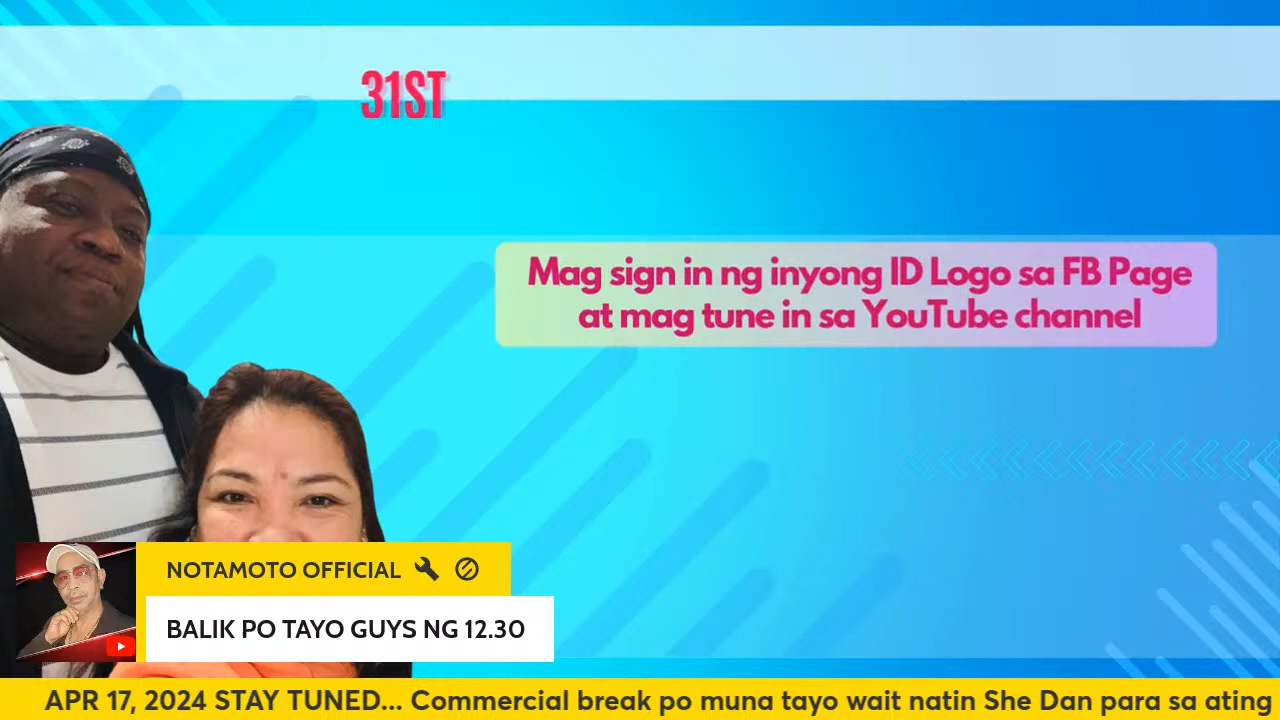 31ST
Mag sign in ng inyong ID Logo sa FB Page
at mag tune in sa YouTube channel
NOTAMOTO OFFICIAL
BALIK PO TAYO GUYS NG 12.30
APR 17, 2024 STAY TUNED... Commercial break po muna tayo wait natin She Dan para sa ating